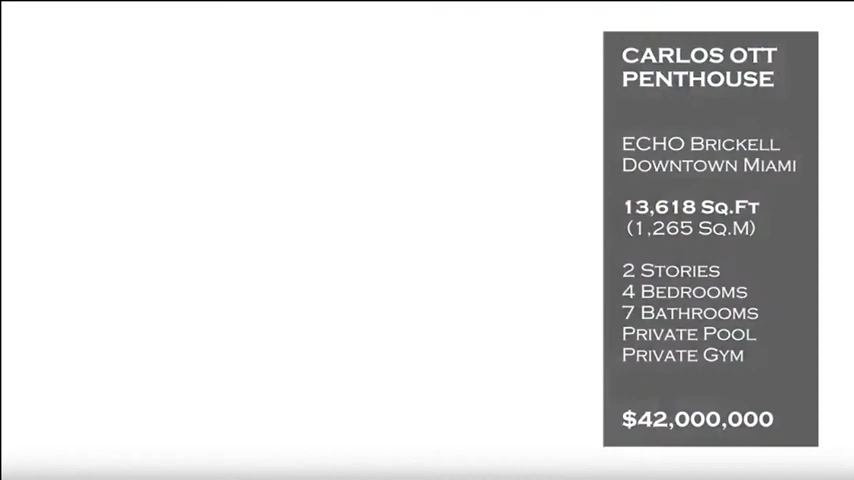 CARLOS OTT
PENTHOUSE
ECHO BRICKELL
DOWNTOWN MIAMI
13,618 SQ.FT
(1,265 SQ.M)
2 STORIES
4 BEDROOMS
7 BATHROOMS
PRIVATE POOL
PRIVATE GYM
$42,000,000